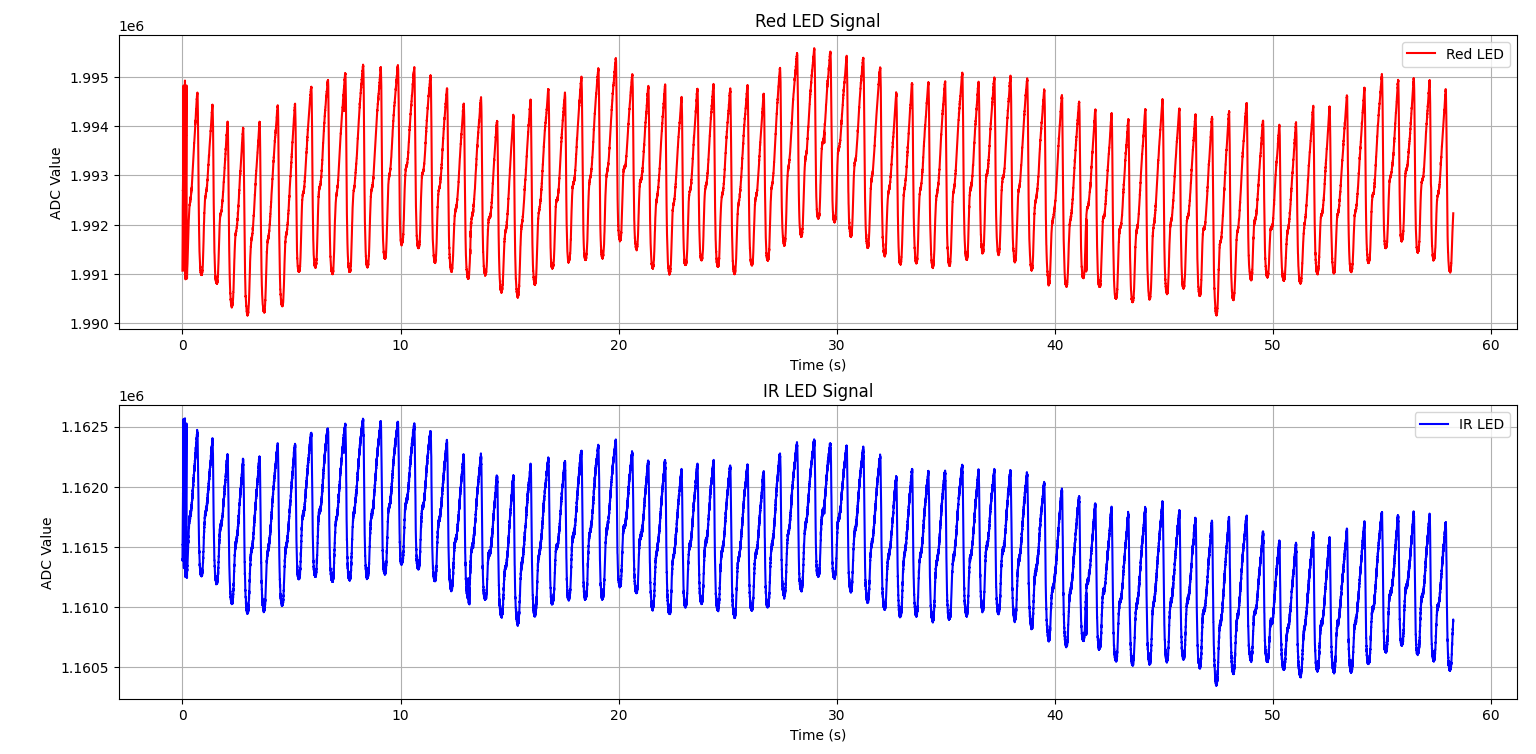 Red LED Signal
1e6
Red LED
1.995
1.994
1.993
1.992
1.991
1.990
ADC Value
0 10 20 30 40 50 60
Time (s)
IR LED Signal
1e6
IR LED
1.1625
1.1620
1.1615
1.1610
1.1605
ADC Value
0 10 20 30 40 50 60
Time (s)